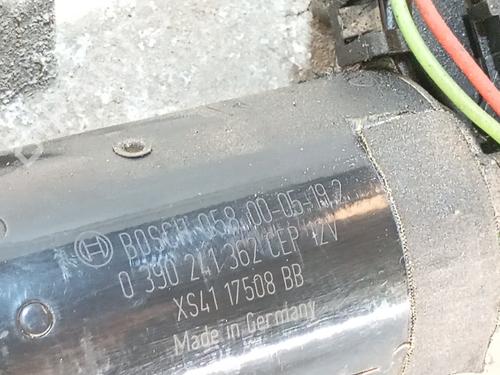 BOSCH 058 00-05-19.2
0 390 241 362 CEP 12V
XS41 17508 BB
Made in Germany